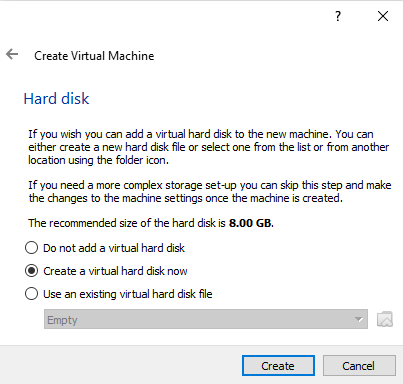 ?
Create Virtual Machine
Hard disk
If you wish you can add a virtual hard disk to the new machine. You can
either create a new hard disk file or select one from the list or from another
location using the folder icon.
If you need a more complex storage set-up you can skip this step and make
the changes to the machine settings once the machine is created.
The recommended size of the hard disk is 8.00 GB.
Do not add a virtual hard disk
Create a virtual hard disk now
Use an existing virtual hard disk file
Empty
Create Cancel